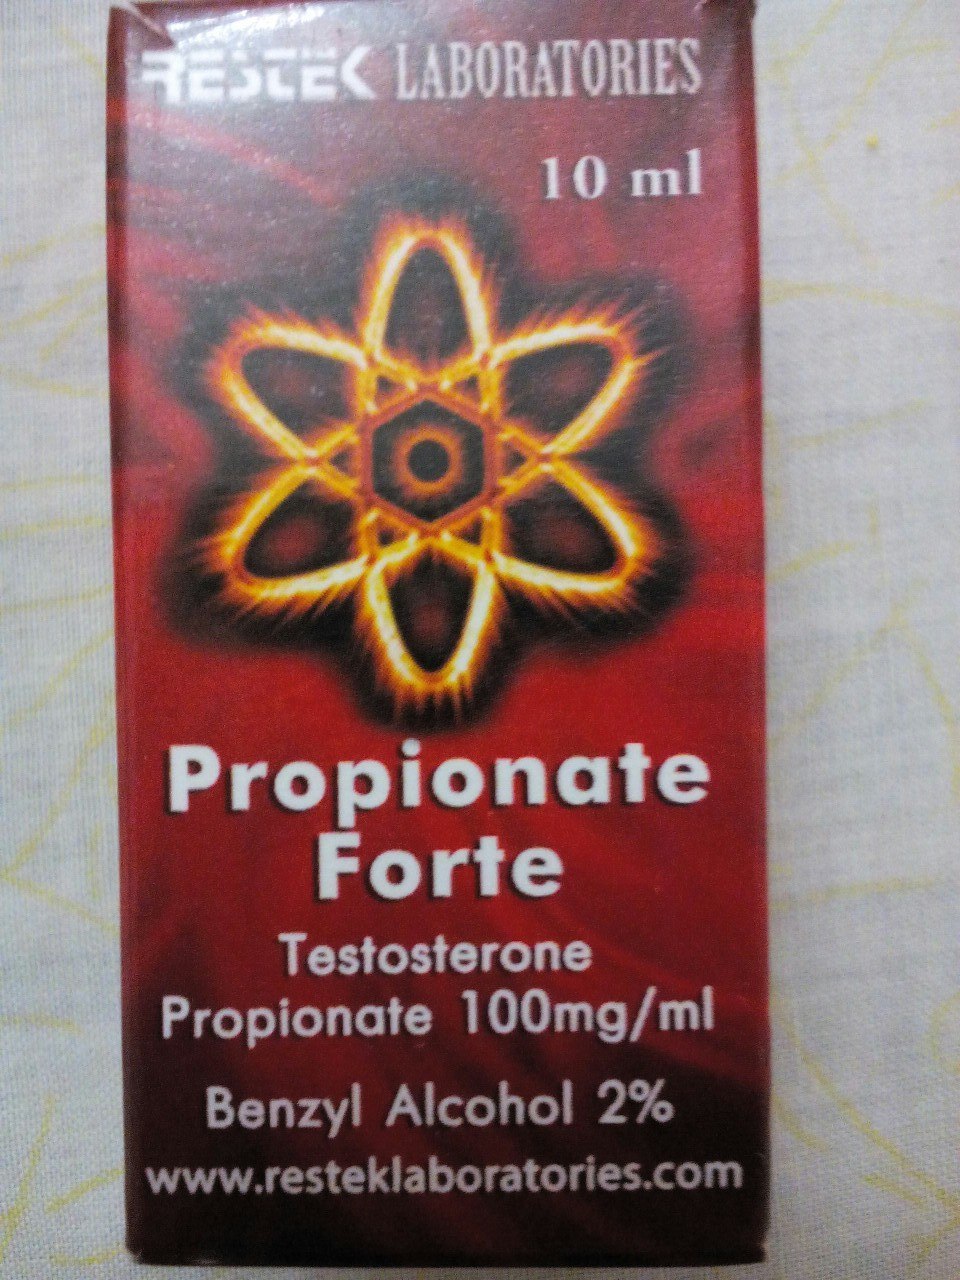 RESTEK LABORATORIES
10 ml
Propionate
Forte
Testosterone
Propionate 100mg/ml
Benzyl Alcohol 2%
www.resteklaboratories.com